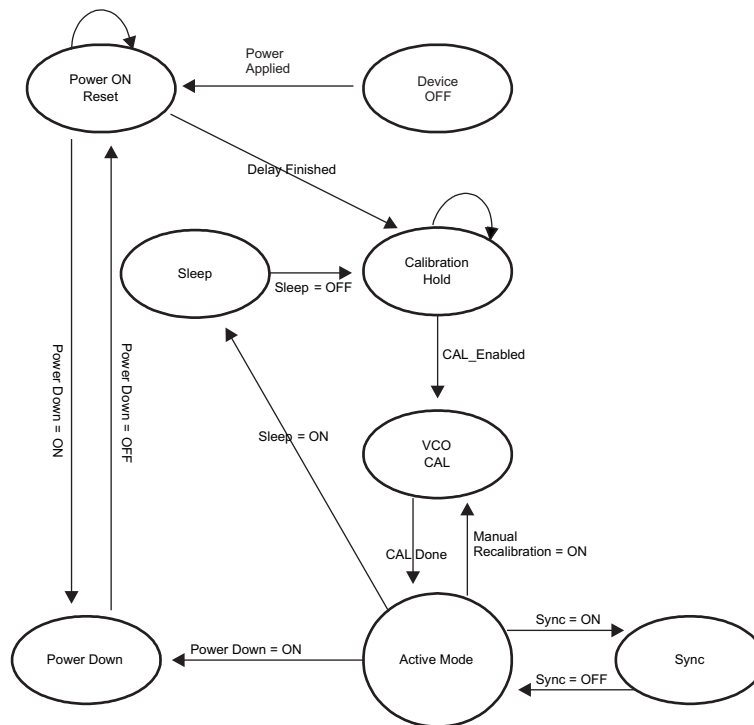 Power
Applied
Power ON
Reset
Device
OFF
Delay Finished
Sleep
Sleep = OFF
Calibration
Hold
CAL_Enabled
Power Down = ON
Power Down = OFF
Sleep = ON
VCO
CAL
CAL Done
Manual
Recalibration = ON
Sync = ON
Power Down
Power Down = ON
Active Mode
Sync
Sync = OFF